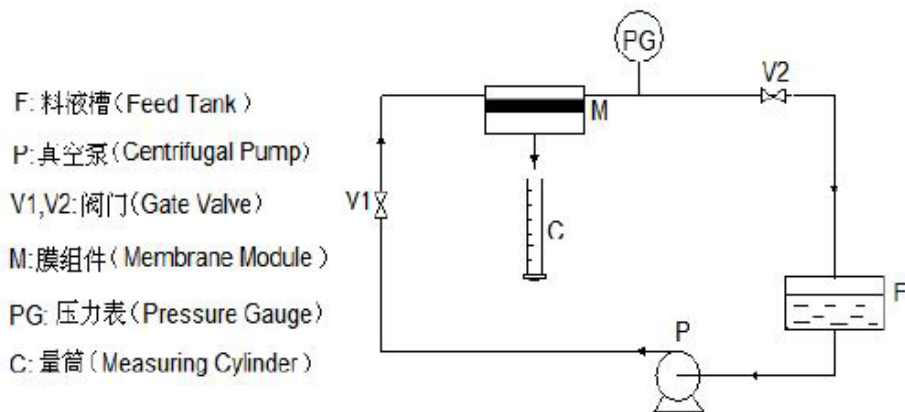 F: 料液槽(Feed Tank)
P: 真空泵(Centrifugal Pump)
V1,V2: 阀门(Gate Valve)
M: 膜组件(Membrane Module)
PG: 压力表(Pressure Gauge)
C: 量筒(Measuring Cylinder)
PG
V2
M
V1
C
F
P